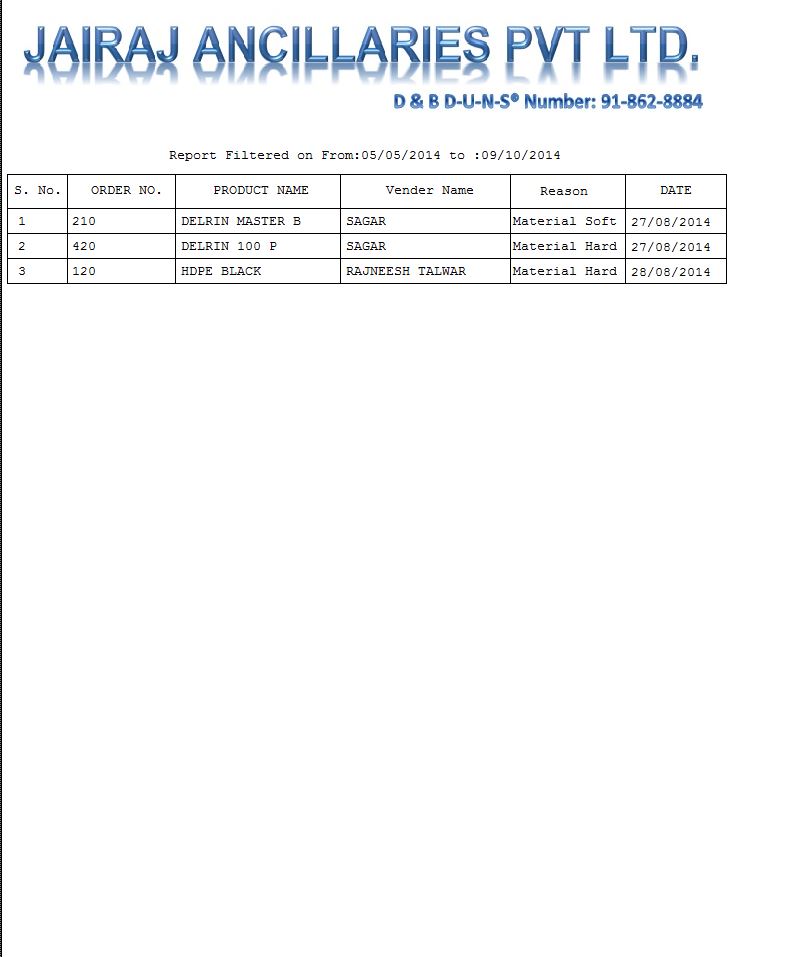 JAIRAJ ANCILLARIES PVT LTD.
D & B D-U-N-S® Number: 91-862-8884
Report Filtered on From:05/05/2014 to :09/10/2014
S. No. ORDER NO. PRODUCT NAME Vender Name Reason DATE
1 210 DELRIN MASTER B SAGAR Material Soft 27/08/2014
2 420 DELRIN 100 P SAGAR Material Hard 27/08/2014
3 120 HDPE BLACK RAJNEESH TALWAR Material Hard 28/08/2014